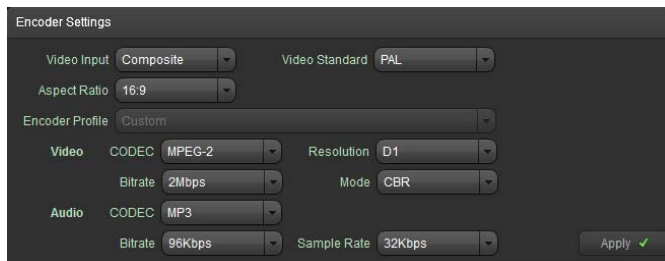 Encoder Settings
Video Input Composite Video Standard PAL
Aspect Ratio 16:9
Encoder Profile Custom
Video CODEC MPEG-2 Resolution D1
Bitrate 2Mbps Mode CBR
Audio CODEC MP3
Bitrate 96Kbps Sample Rate 32Kbps Apply